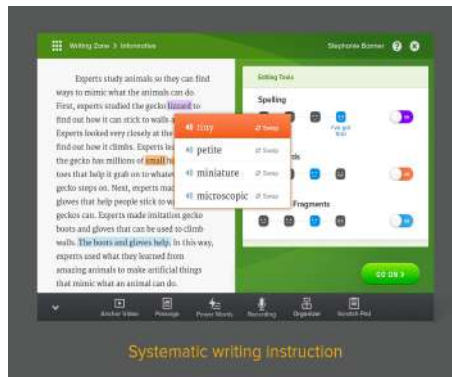 Writing Zone > Informative
Stephanie Bonner
Experts study animals so they can find
ways to mimic what the animals can do.
First, experts studied the gecko lizzard to
find out how it can stick to walls
Experts looked very closely at the
find out how it climbs. Experts
the gecko has millions of small
toes that help it grab on to
gecko steps on. Next, experts
gloves that help people stick to
geckos can. Experts made imitation gecko
boots and gloves that can be used to climb
walls. The boots and gloves help. In this way,
experts used what they learned from
amazing animals to make artificial things
that mimic what an animal can do.
Editing Tools
Spelling
I've got this!
tiny Swap
petite Swap
miniature Swap
microscopic Swap
Fragments
GO ON >
Anchor Video
Passage
Power Words
Recording
Organizer
Scratch Pad
Systematic writing instruction